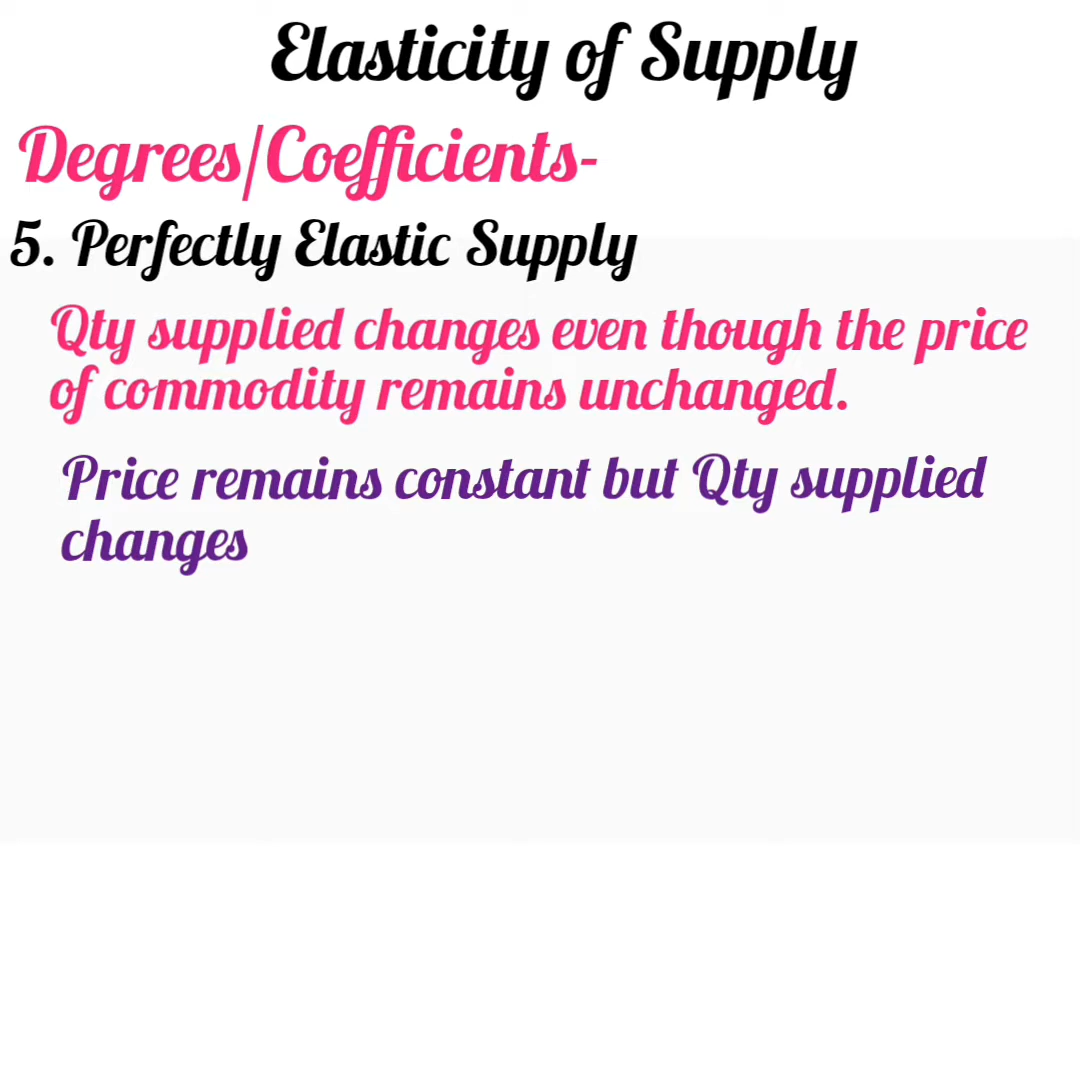 Elasticity of Supply
Degrees/Coefficients-
5. Perfectly Elastic Supply
Qty supplied changes even though the price
of commodity remains unchanged.
Price remains constant but Qty supplied
changes